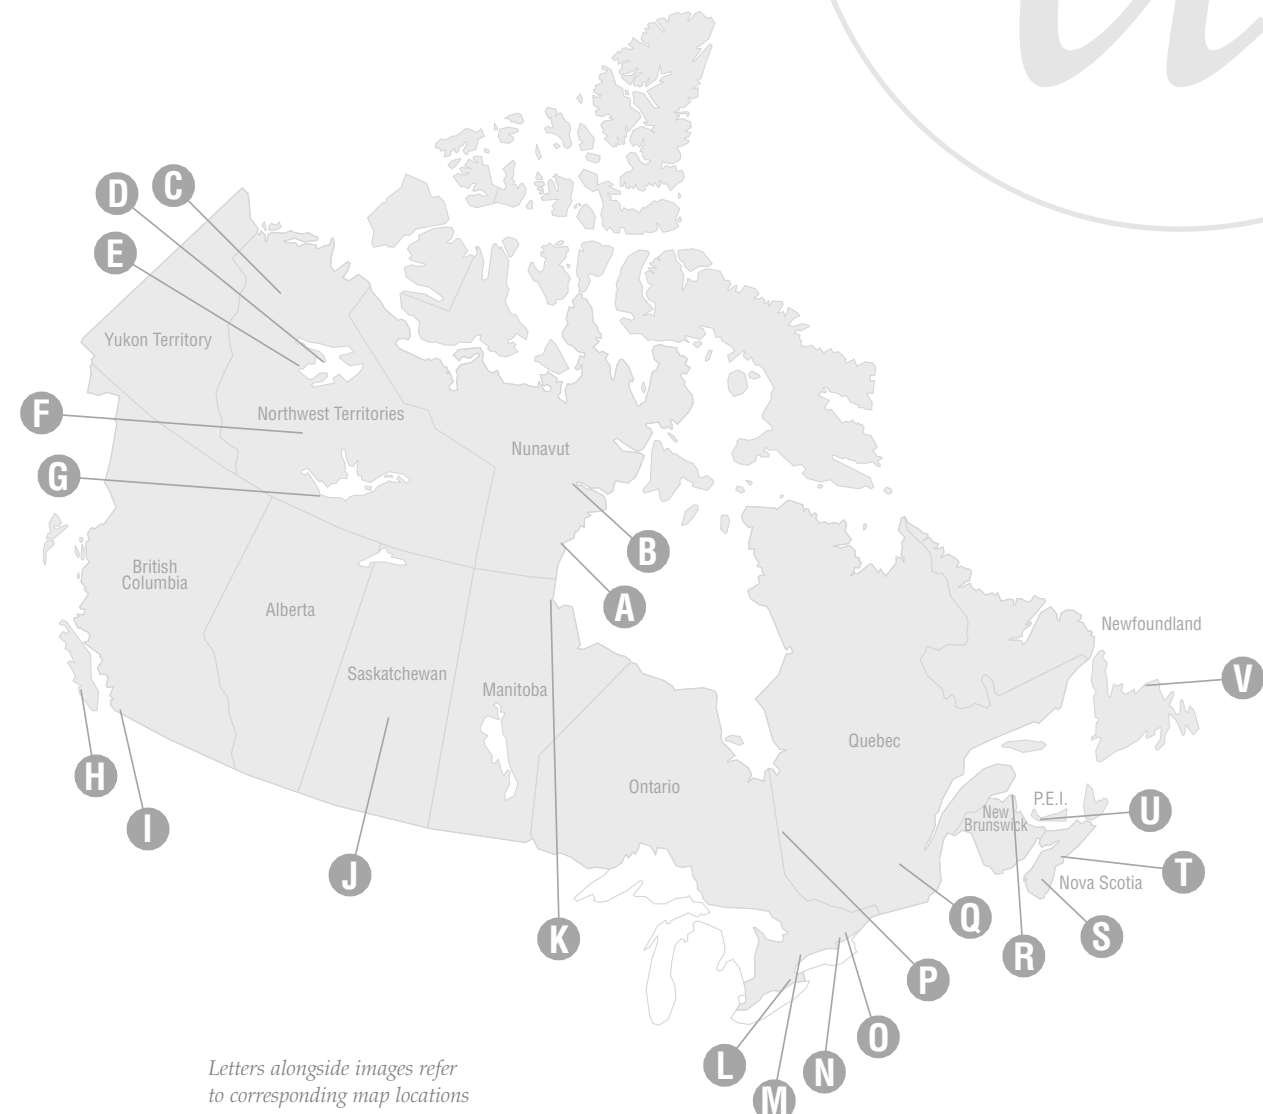 C
D
E
Yukon Territory
F
Northwest Territories
Nunavut
G
B
British
Columbia
A
Alberta
Newfoundland
Saskatchewan
V
Manitoba
Quebec
H
Ontario
P.E.I.
U
I
New
Brunswick
J
T
Nova Scotia
Q
S
K
R
P
O
L
N
M
Letters alongside images refer
to corresponding map locations